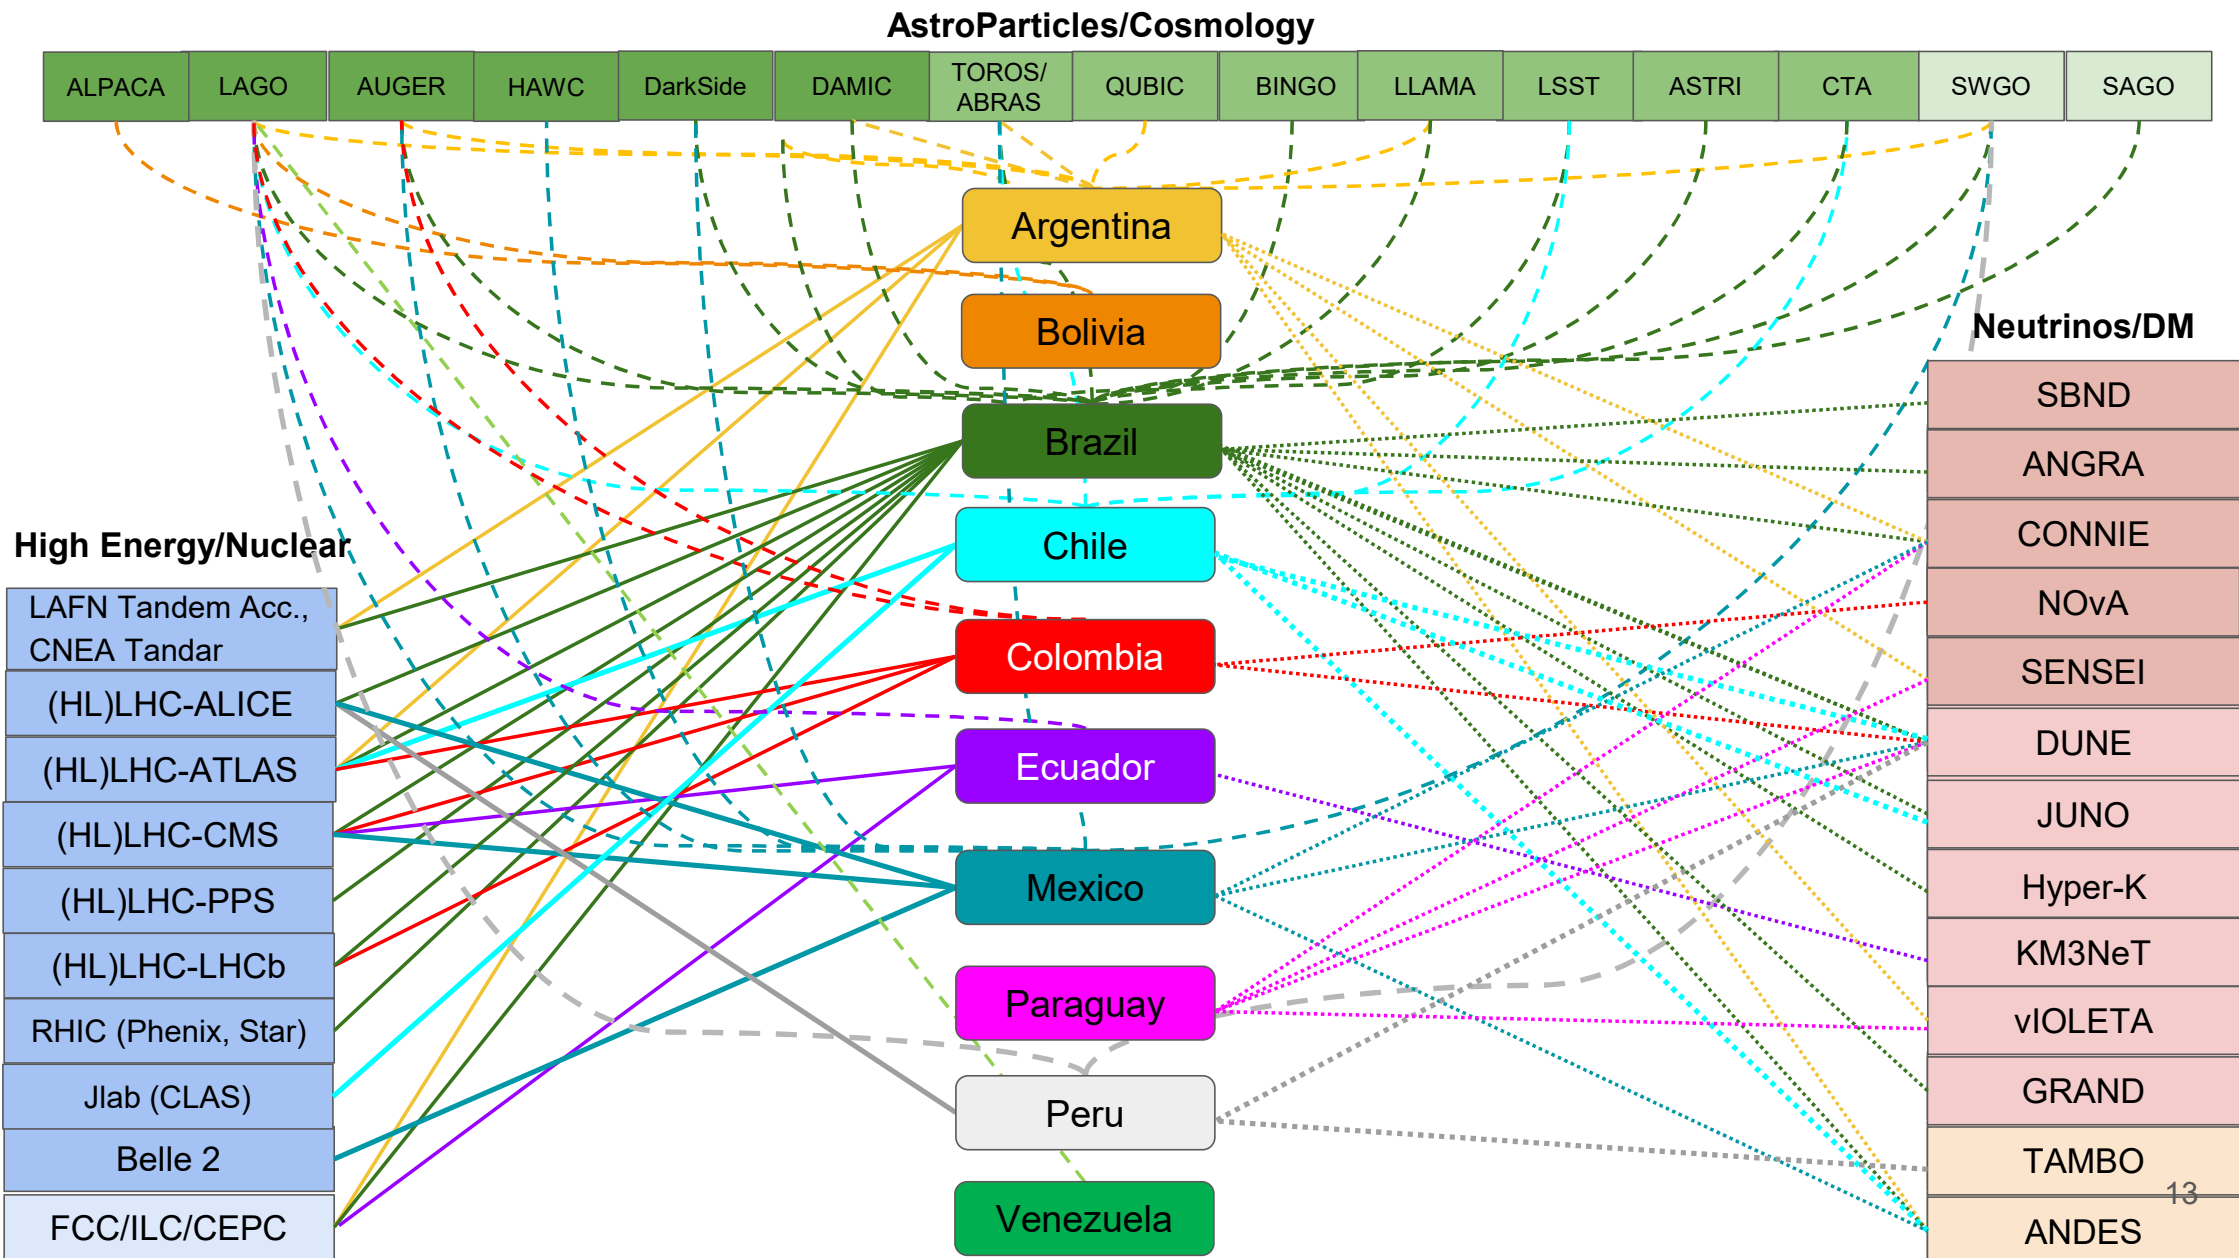 AstroParticles/Cosmology
ALPACA
LAGO
AUGER
HAWC
DarkSide
DAMIC
TOROS/
ABRAS
QUBIC
BINGO
LLAMA
LSST
ASTRI
CTA
SWGO
SAGO
Argentina
Bolivia
Brazil
Chile
Colombia
Ecuador
Mexico
Paraguay
Peru
Venezuela
High Energy/Nuclear
LAFN Tandem Acc.,
CNEA Tandar
(HL)LHC-ALICE
(HL)LHC-ATLAS
(HL)LHC-CMS
(HL)LHC-PPS
(HL)LHC-LHCb
RHIC (Phenix, Star)
Jlab (CLAS)
Belle 2
FCC/ILC/CEPC
Neutrinos/DM
SBND
ANGRA
CONNIE
NOvA
SENSEI
DUNE
JUNO
Hyper-K
KM3NeT
vIOLETA
GRAND
TAMBO
ANDES
13